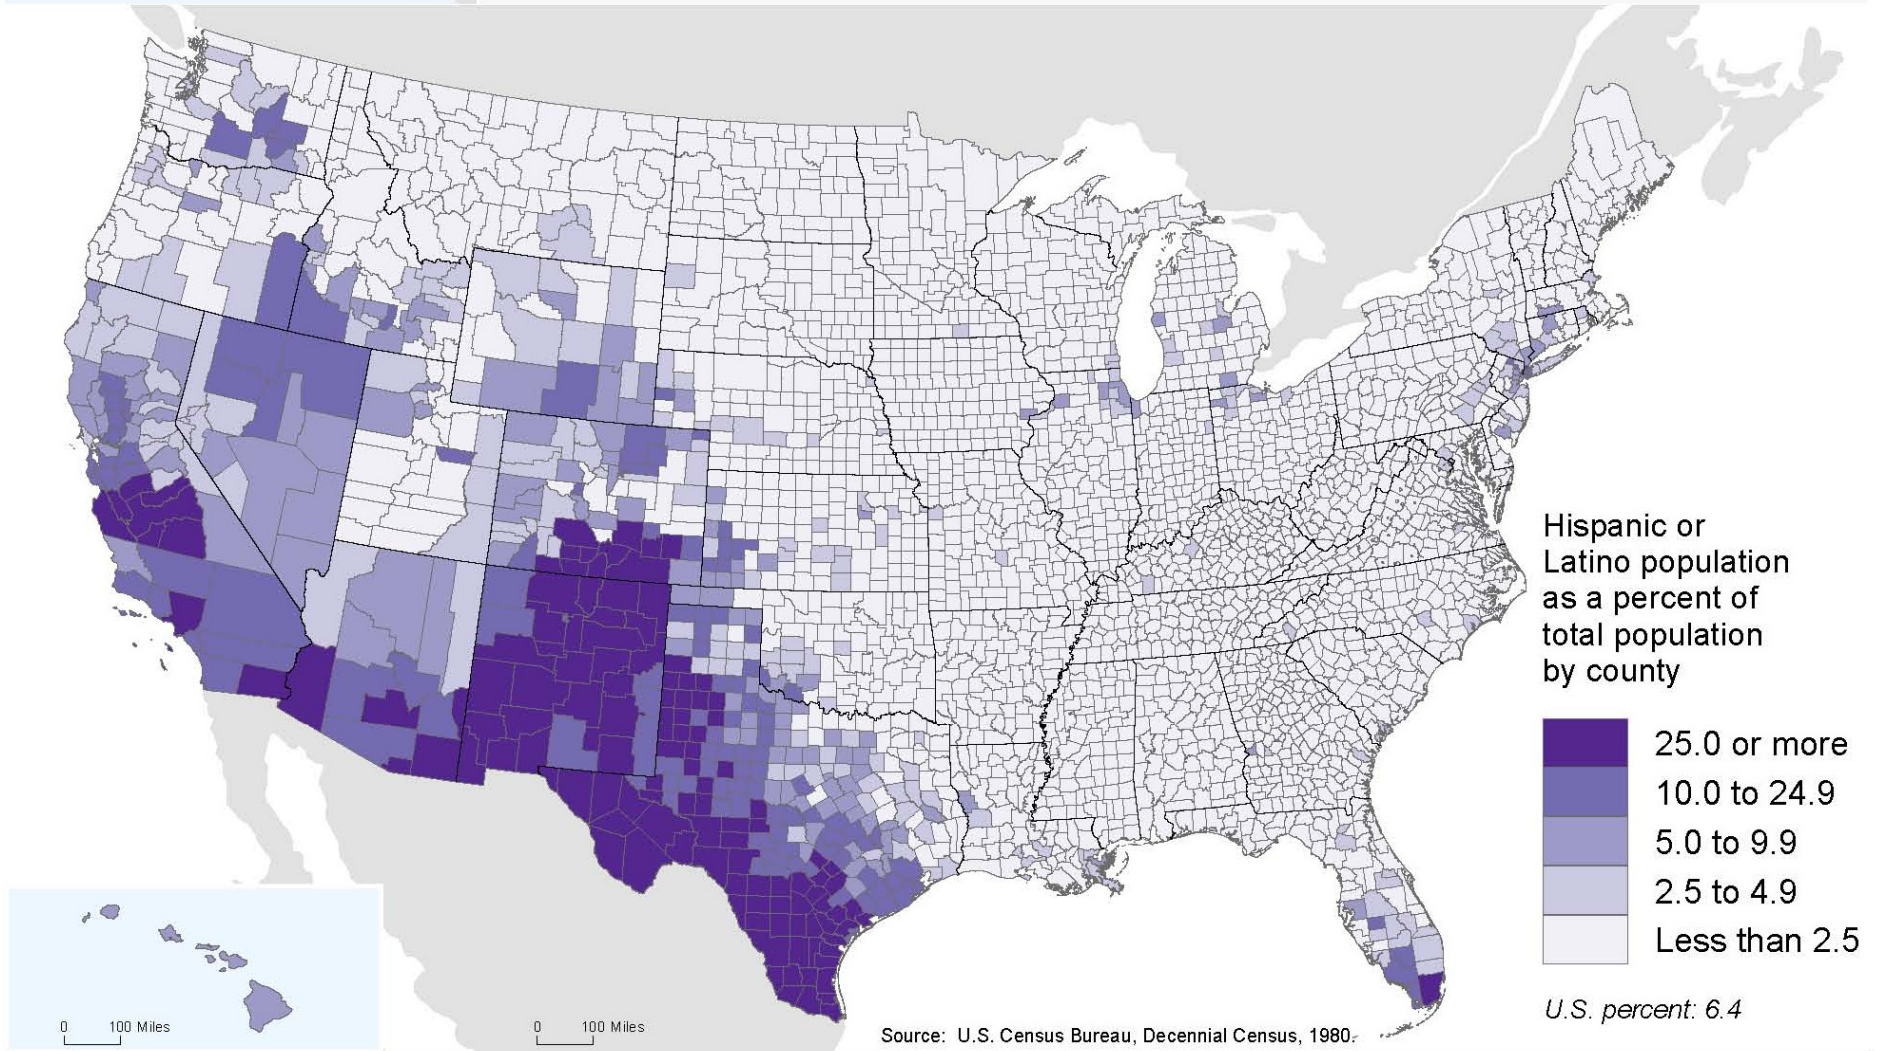 Hispanic or
Latino population
as a percent of
total population
by county
25.0 or more
10.0 to 24.9
5.0 to 9.9
2.5 to 4.9
Less than 2.5
U.S. percent: 6.4
0 100 Miles
0 100 Miles
Source: U.S. Census Bureau, Decennial Census, 1980.